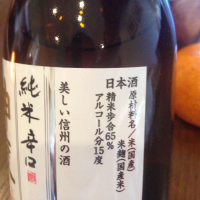 日本酒
原材料名/米(国産)
米麹(国産米)
精米歩合65%
アルコール分15度
美しい信州の酒
純米辛口